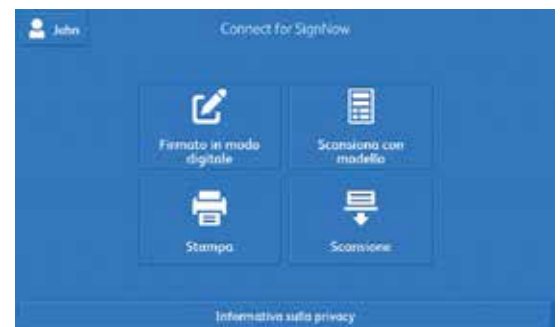 John
Connect for SignNow
Firmato in modo
digitale
Scansiona con
modello
Stampa
Scansione
Informativa sulla privacy